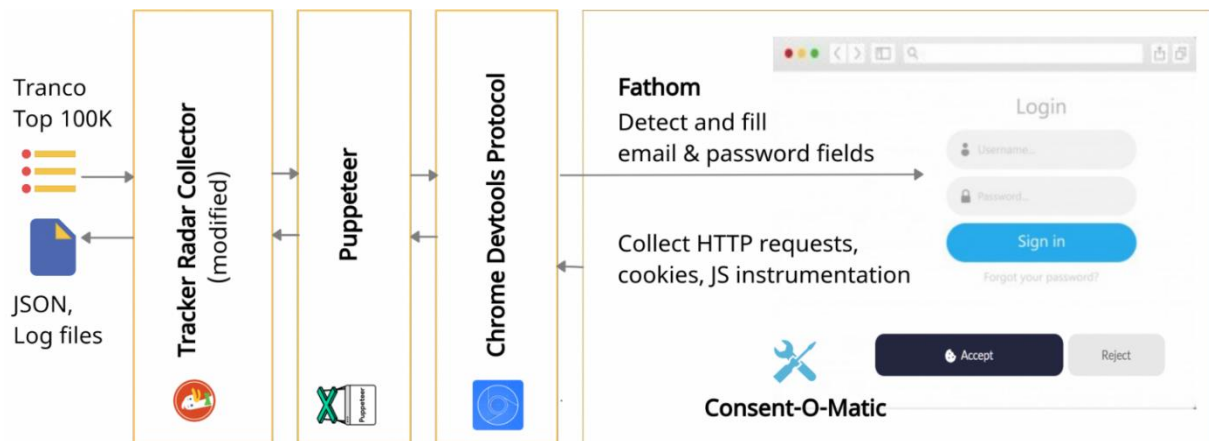 Tranco
Top 100K
JSON,
Log files
Tracker Radar Collector
(modified)
Puppeteer
Puppeteer
Chrome Devtools Protocol
Fathom
Detect and fill
email & password fields
Collect HTTP requests,
cookies, JS instrumentation
Login
Username...
Password...
Sign in
Forgot your password?
Accept
Reject
Consent-O-Matic